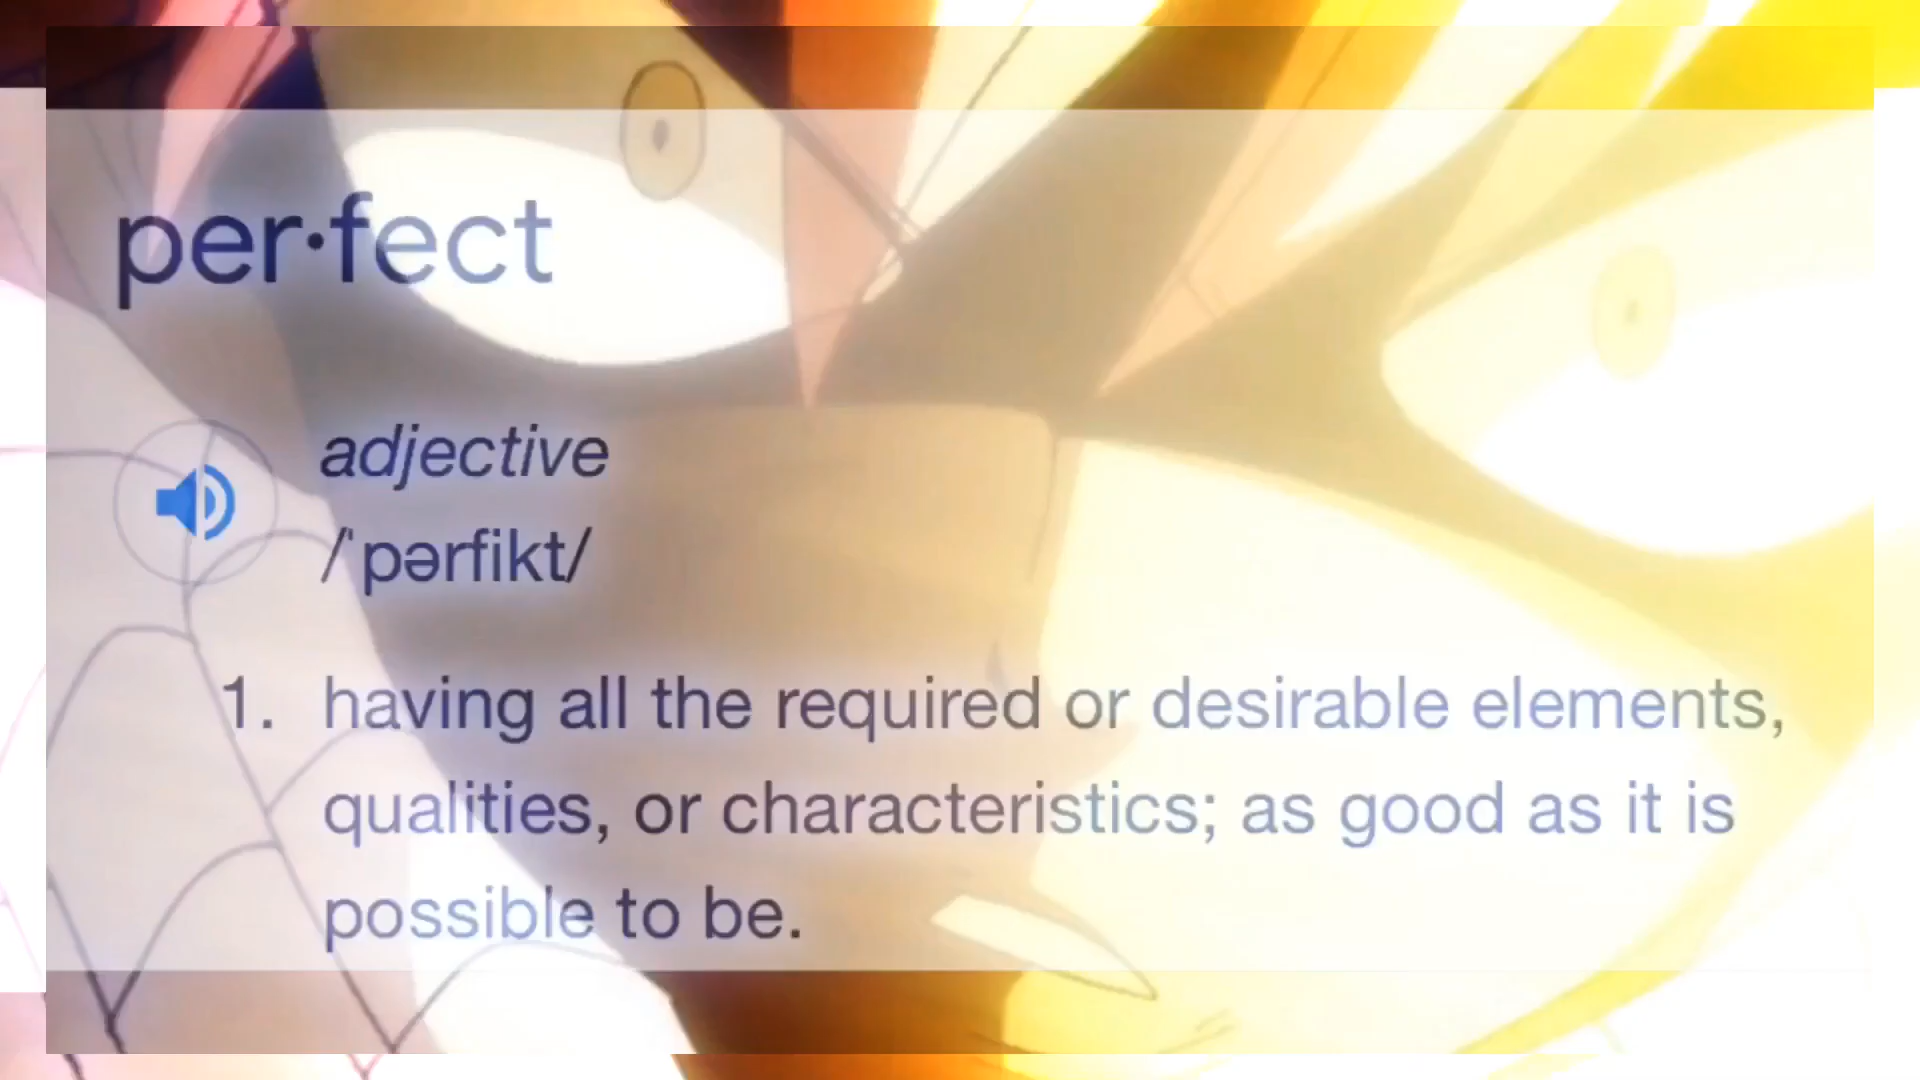 per·fect
adjective
/ˈpərfikt/
1. having all the required or desirable elements,
qualities, or characteristics; as good as it is
possible to be.